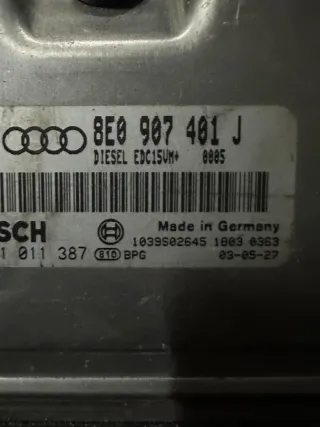 8E0 907 401 J
DIESEL EDC15VM+ 0005
SCH Made in Germany
1039S02645 1803 0363
1 011 387 810 BPG 03-05-27